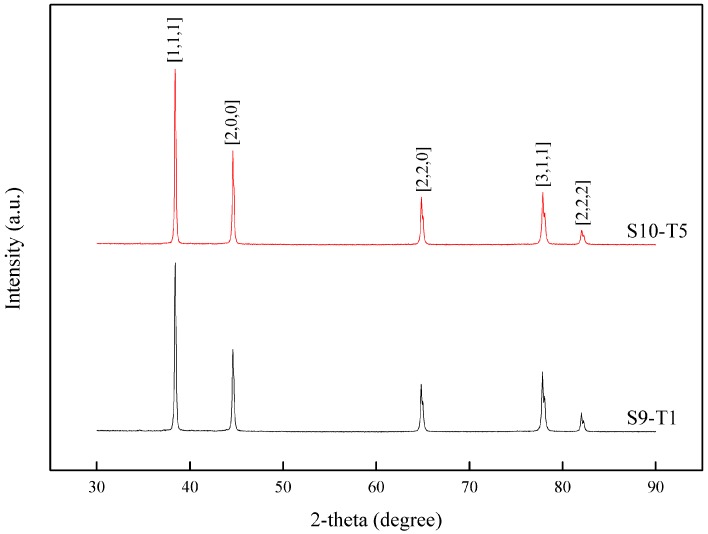 [1,1,1]
[2,0,0]
[2,2,0]
[3,1,1]
[2,2,2]
S10-T5
S9-T1
Intensity (a.u.)
30 40 50 60 70 80 90
2-theta (degree)